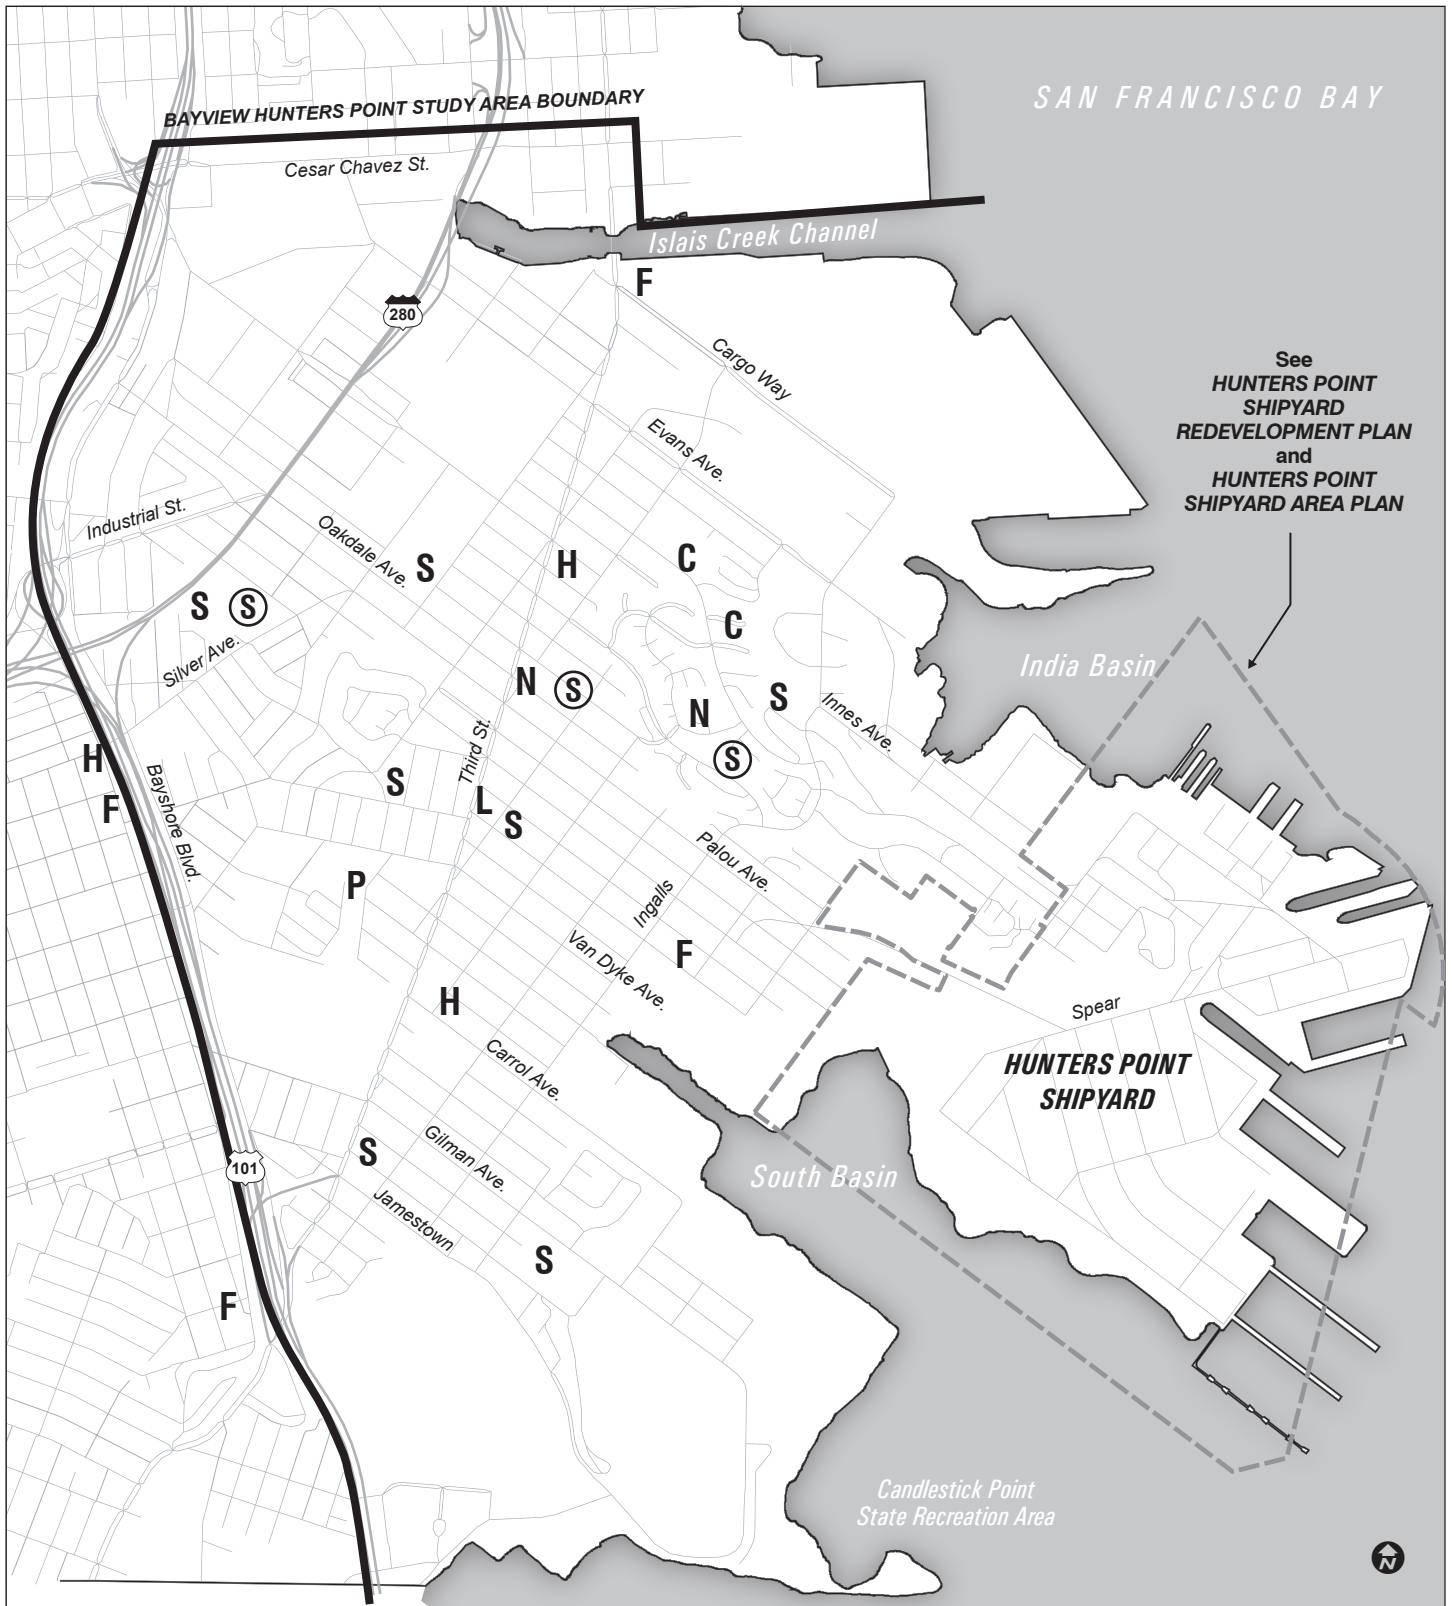 SAN FRANCISCO BAY
BAYVIEW HUNTERS POINT STUDY AREA BOUNDARY
Cesar Chavez St.
Islais Creek Channel
F
280
Cargo Way
See
HUNTERS POINT
SHIPYARD
REDEVELOPMENT PLAN
and
HUNTERS POINT
SHIPYARD AREA PLAN
Evans Ave.
Industrial St.
Oakdale Ave.
S
H
C
S
S
C
Silver Ave.
India Basin
N
S
N
S
Innes Ave.
H
Third St.
S
Bayshore Blvd.
F
S
L
S
Palou Ave.
P
Ingalls
Van Dyke Ave.
F
H
Spear
Carrol Ave.
HUNTERS POINT
SHIPYARD
S
Gilman Ave.
101
South Basin
Jamestown
S
F
Candlestick Point
State Recreation Area
N